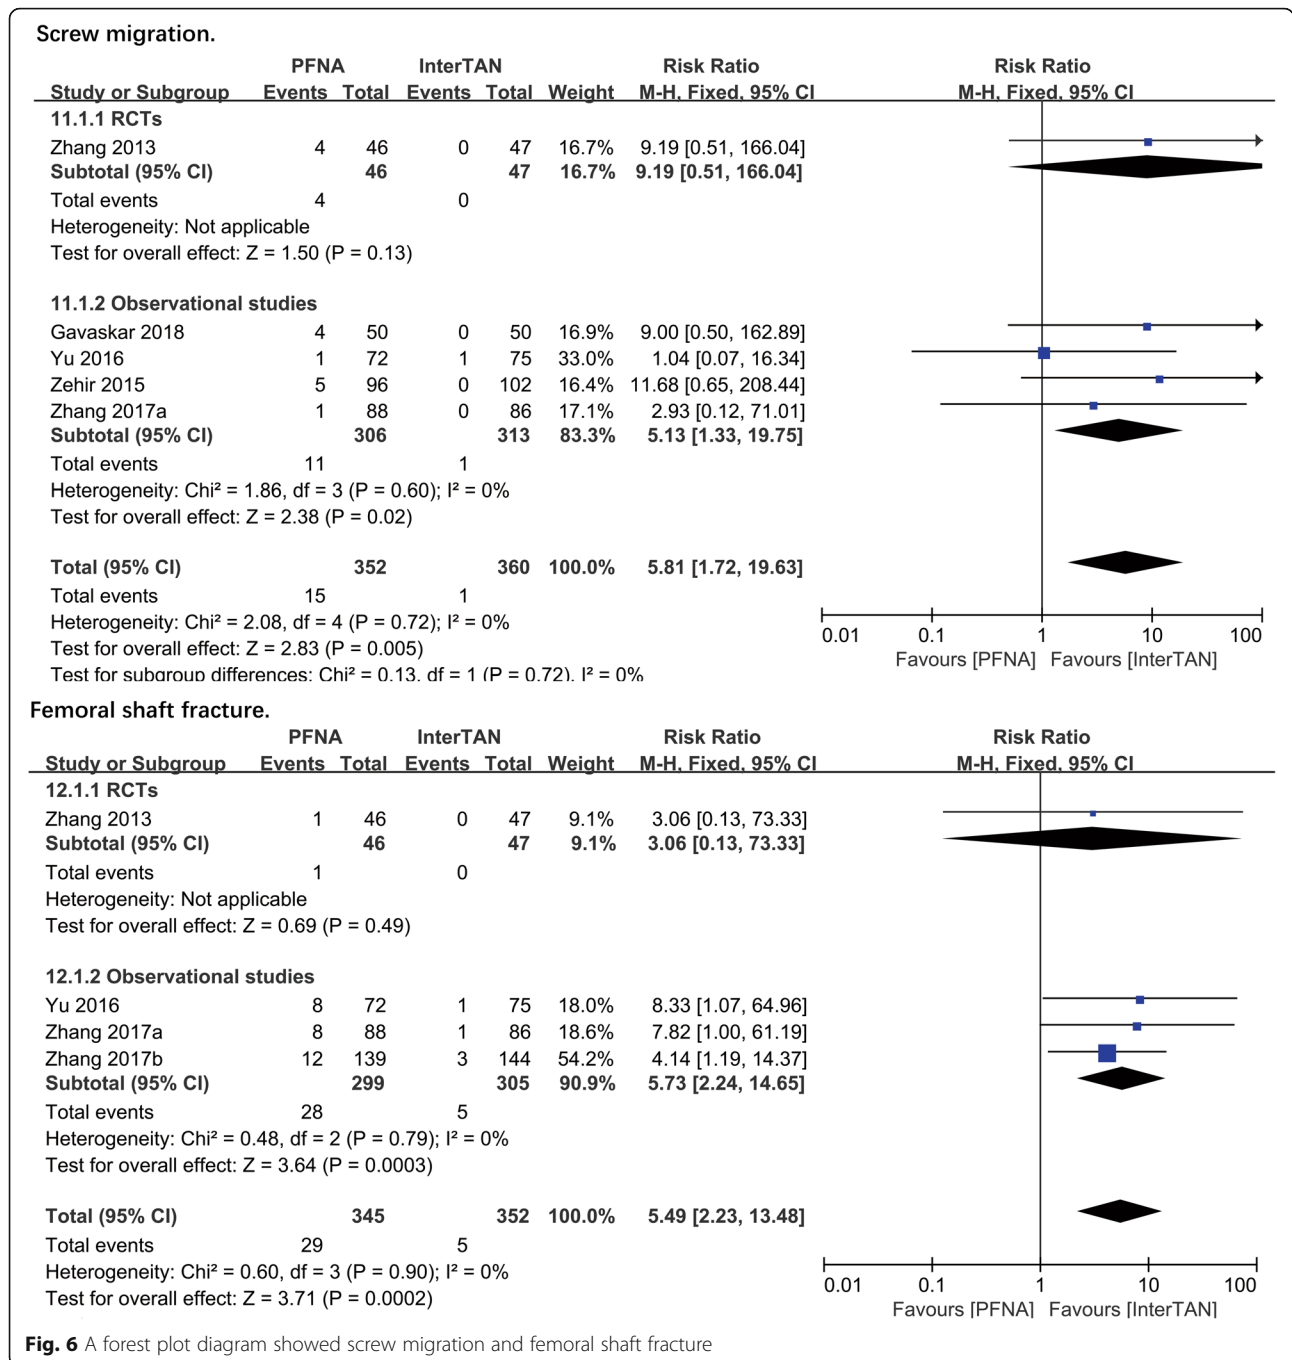 Screw migration.
PFNA InterTAN Risk Ratio Risk Ratio
Study or Subgroup Events Total Events Total Weight M-H, Fixed, 95% CI M-H, Fixed, 95% CI
11.1.1 RCTs
Zhang 2013 4 46 0 47 16.7% 9.19 [0.51, 166.04]
Subtotal (95% CI) 46 47 16.7% 9.19 [0.51, 166.04]
Total events 4 0
Heterogeneity: Not applicable
Test for overall effect: Z = 1.50 (P = 0.13)
11.1.2 Observational studies
Gavaskar 2018 4 50 0 50 16.9% 9.00 [0.50, 162.89]
Yu 2016 1 72 1 75 33.0% 1.04 [0.07, 16.34]
Zehir 2015 5 96 0 102 16.4% 11.68 [0.65, 208.44]
Zhang 2017a 1 88 0 86 17.1% 2.93 [0.12, 71.01]
Subtotal (95% CI) 306 313 83.3% 5.13 [1.33, 19.75]
Total events 11 1
Heterogeneity: Chi² = 1.86, df = 3 (P = 0.60); I² = 0%
Test for overall effect: Z = 2.38 (P = 0.02)
Total (95% CI) 352 360 100.0% 5.81 [1.72, 19.63]
Total events 15 1
Heterogeneity: Chi² = 2.08, df = 4 (P = 0.72); I² = 0%
Test for overall effect: Z = 2.83 (P = 0.005)
Test for subgroup differences: Chi² = 0.13, df = 1 (P = 0.72), I² = 0%
0.01 0.1 1 10 100
Favours [PFNA] Favours [InterTAN]
Femoral shaft fracture.
PFNA InterTAN Risk Ratio Risk Ratio
Study or Subgroup Events Total Events Total Weight M-H, Fixed, 95% CI M-H, Fixed, 95% CI
12.1.1 RCTs
Zhang 2013 1 46 0 47 9.1% 3.06 [0.13, 73.33]
Subtotal (95% CI) 46 47 9.1% 3.06 [0.13, 73.33]
Total events 1 0
Heterogeneity: Not applicable
Test for overall effect: Z = 0.69 (P = 0.49)
12.1.2 Observational studies
Yu 2016 8 72 1 75 18.0% 8.33 [1.07, 64.96]
Zhang 2017a 8 88 1 86 18.6% 7.82 [1.00, 61.19]
Zhang 2017b 12 139 3 144 54.2% 4.14 [1.19, 14.37]
Subtotal (95% CI) 299 305 90.9% 5.73 [2.24, 14.65]
Total events 28 5
Heterogeneity: Chi² = 0.48, df = 2 (P = 0.79); I² = 0%
Test for overall effect: Z = 3.64 (P = 0.0003)
Total (95% CI) 345 352 100.0% 5.49 [2.23, 13.48]
Total events 29 5
Heterogeneity: Chi² = 0.60, df = 3 (P = 0.90); I² = 0%
Test for overall effect: Z = 3.71 (P = 0.0002)
0.01 0.1 1 10 100
Favours [PFNA] Favours [InterTAN]
Fig. 6 A forest plot diagram showed screw migration and femoral shaft fracture